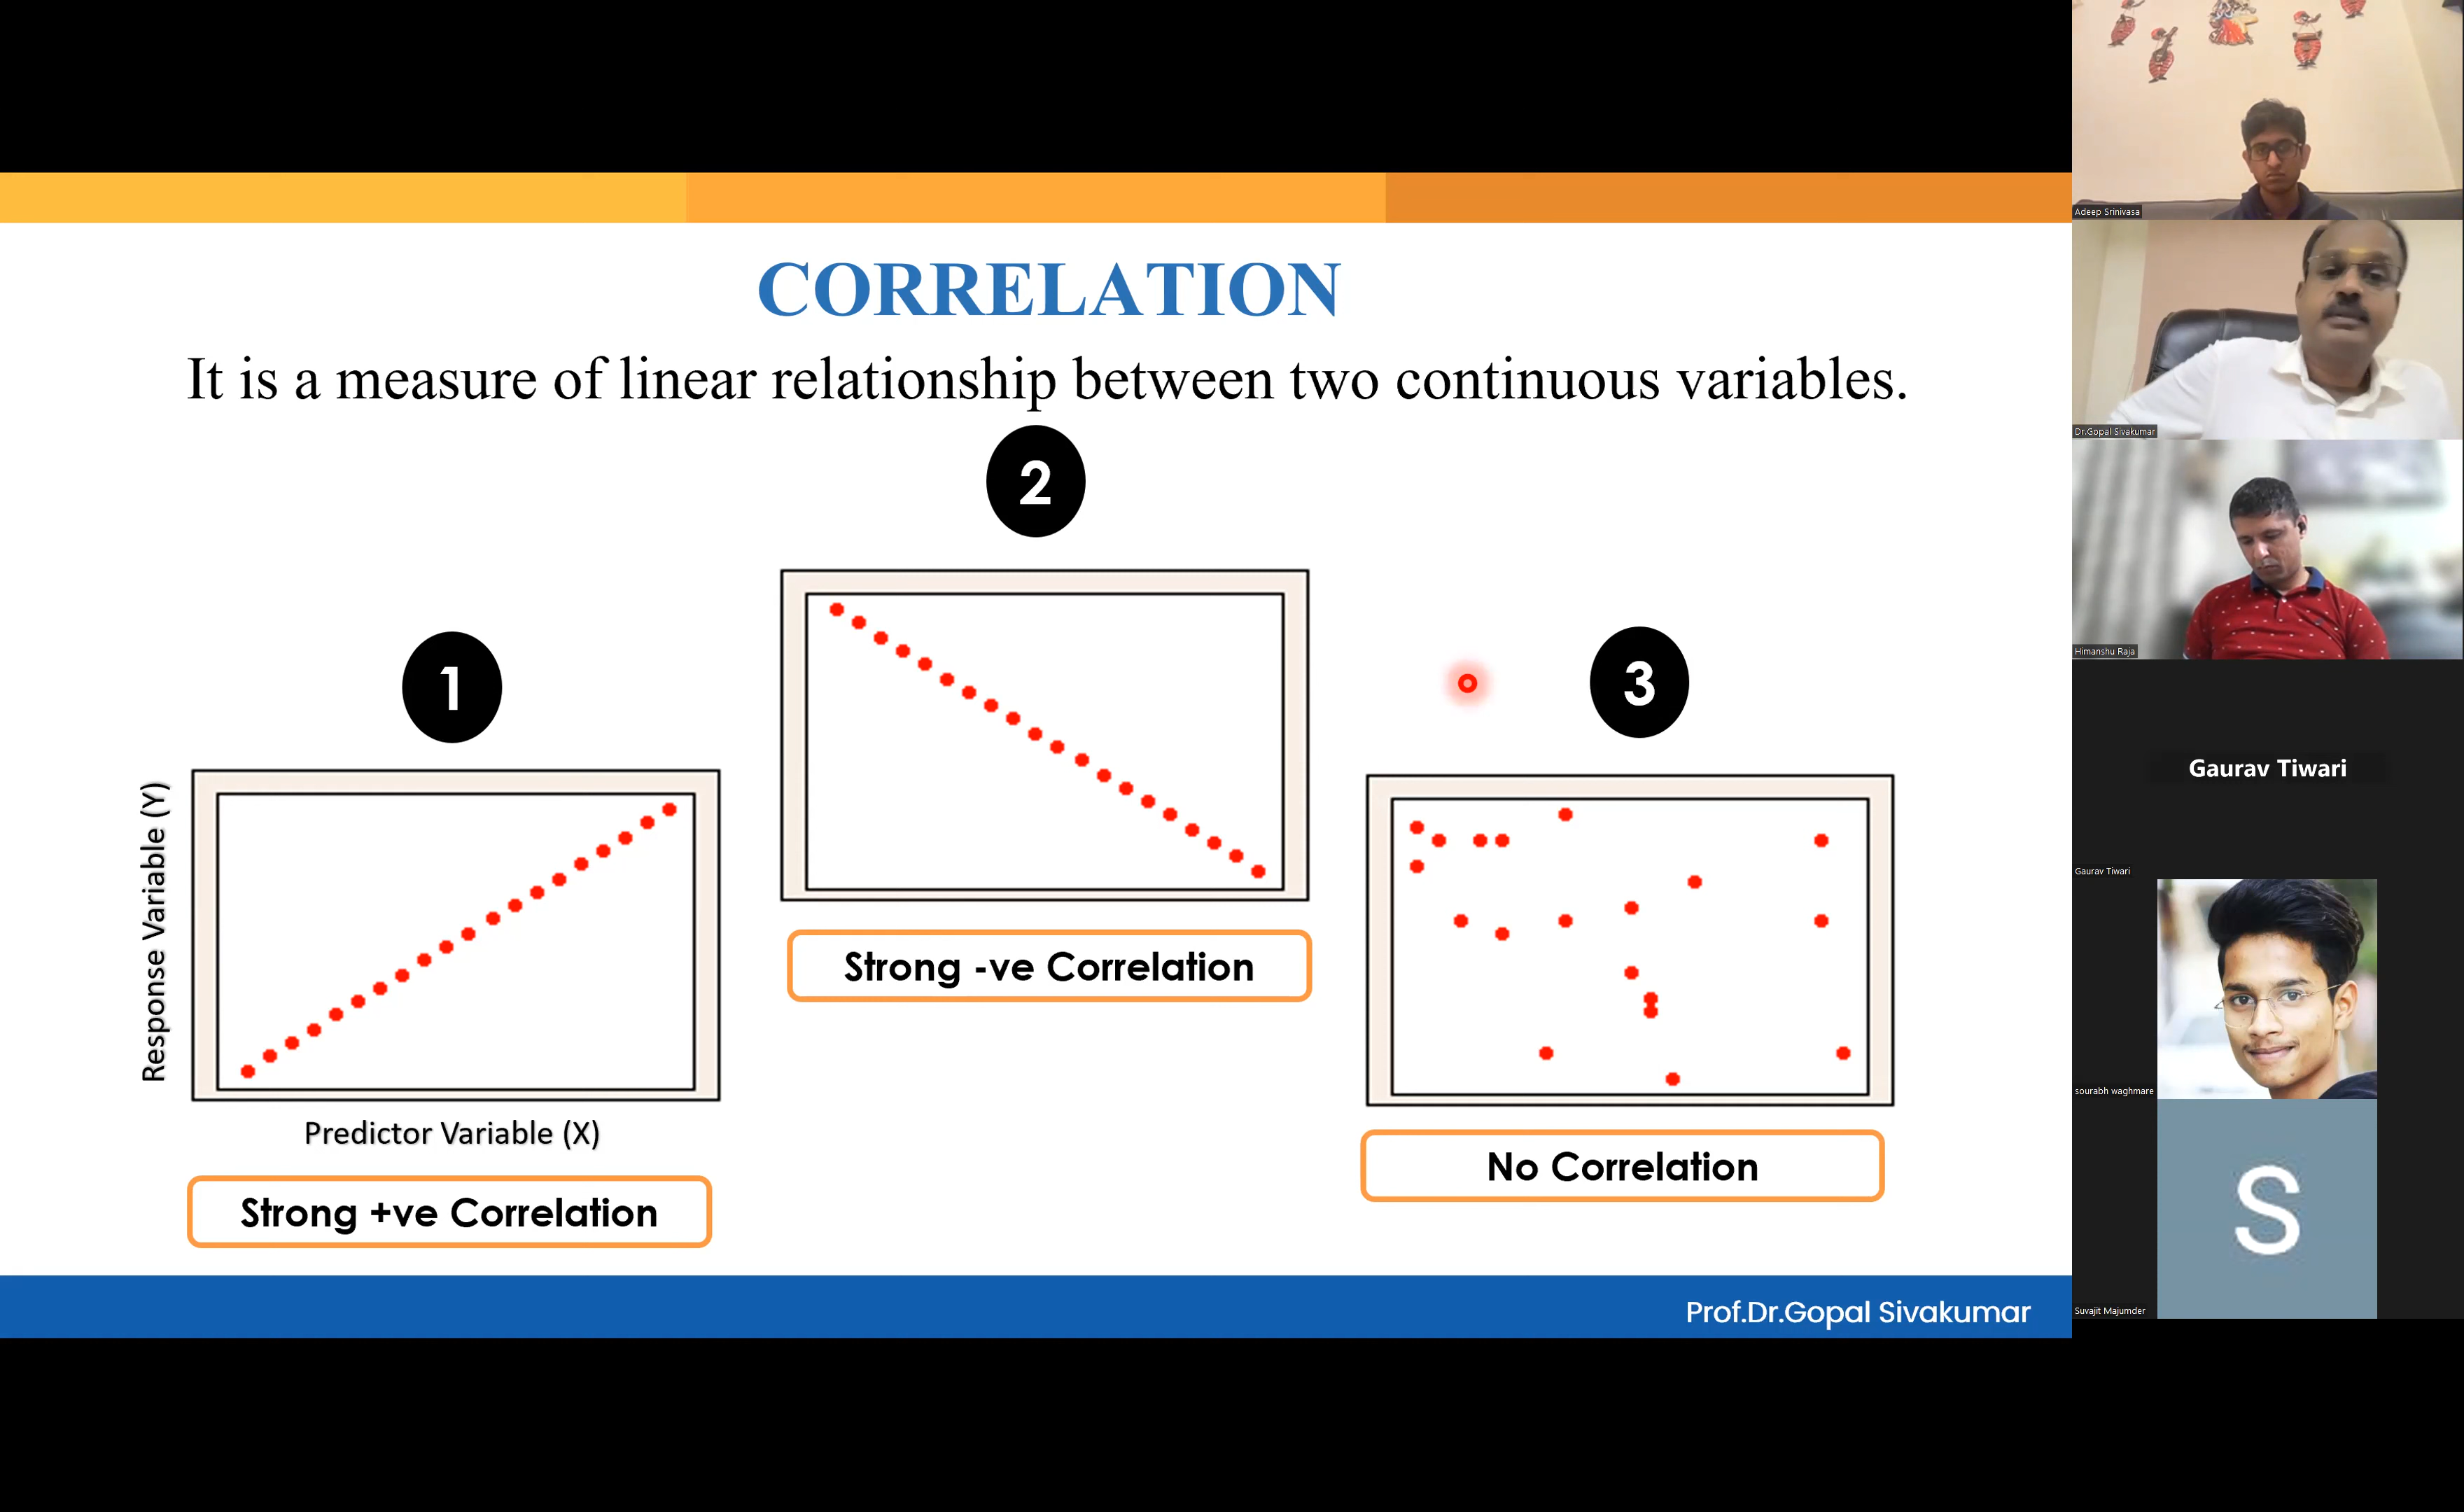 CORRELATION
It is a measure of linear relationship between two continuous variables.
2
1
3
Response Variable (Y)
Predictor Variable (X)
Strong +ve Correlation
Strong -ve Correlation
No Correlation
Prof.Dr.Gopal Sivakumar
Adeep Srinivasa
Dr.Gopal Sivakumar
Himanshu Raja
Gaurav Tiwari
Gaurav Tiwari
sourabh waghmare
S
Suvajit Majumder